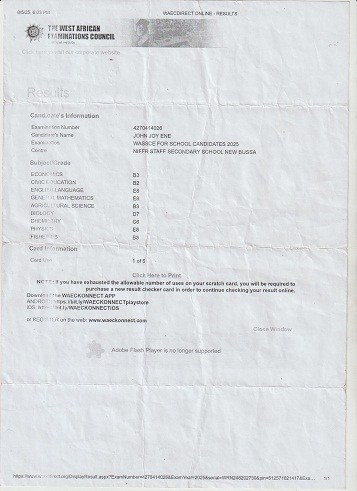 8/5/25, 6:03 PM WAECDIRECT ONLINE - RESULTS
THE WEST AFRICAN
EXAMINATIONS COUNCIL
Results
Candidate's Information
Examination Number 4270414026
Candidate's Name JOHN JOY ENE
Examination WASSCE FOR SCHOOL CANDIDATES 2025
Centre NIFFR STAFF SECONDARY SCHOOL NEW BUSSA
Subject/Grade
ECONOMICS B3
CIVIC EDUCATION B2
ENGLISH LANGUAGE E8
GENERAL MATHEMATICS E8
AGRICULTURAL SCIENCE B3
BIOLOGY D7
CHEMISTRY C6
PHYSICS E8
FISHERIES B3
Card Information
Card Use 1 of 5
Click Here to Print
NOTE: If you have exhausted the allowable number of uses on your scratch card, you will be required to
purchase a new result checker card in order to continue checking your result online.
Download the WAECKONNECT APP
or REGISTER on the web: www.waeckonnect.com
Close Window
Adobe Flash Player is no longer supported
1/1